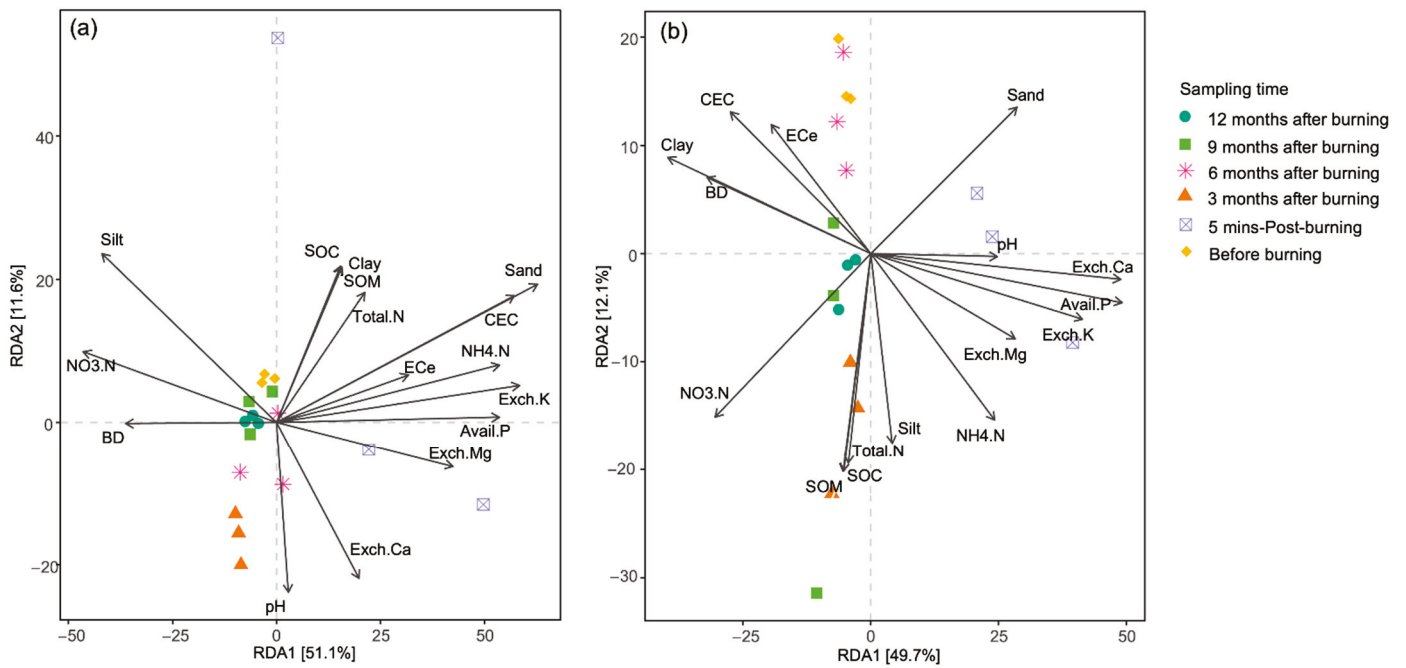 (a)
40
20
0
−20
−50
−25
0
25
50
RDA2 [11.6%]
RDA1 [51.1%]
Silt
NO3.N
BD
SOC
Clay
SOM
Total.N
Sand
CEC
NH4.N
ECe
Exch.K
Avail.P
Exch.Mg
Exch.Ca
pH
(b)
20
10
0
−10
−20
−30
−25
0
25
50
RDA2 [12.1%]
RDA1 [49.7%]
CEC
ECe
Sand
Clay
BD
pH
Exch.Ca
Avail.P
Exch.K
Exch.Mg
NO3.N
Silt
NH4.N
Total.N
SOC
SOM
Sampling time
12 months after burning
9 months after burning
6 months after burning
3 months after burning
5 mins-Post-burning
Before burning